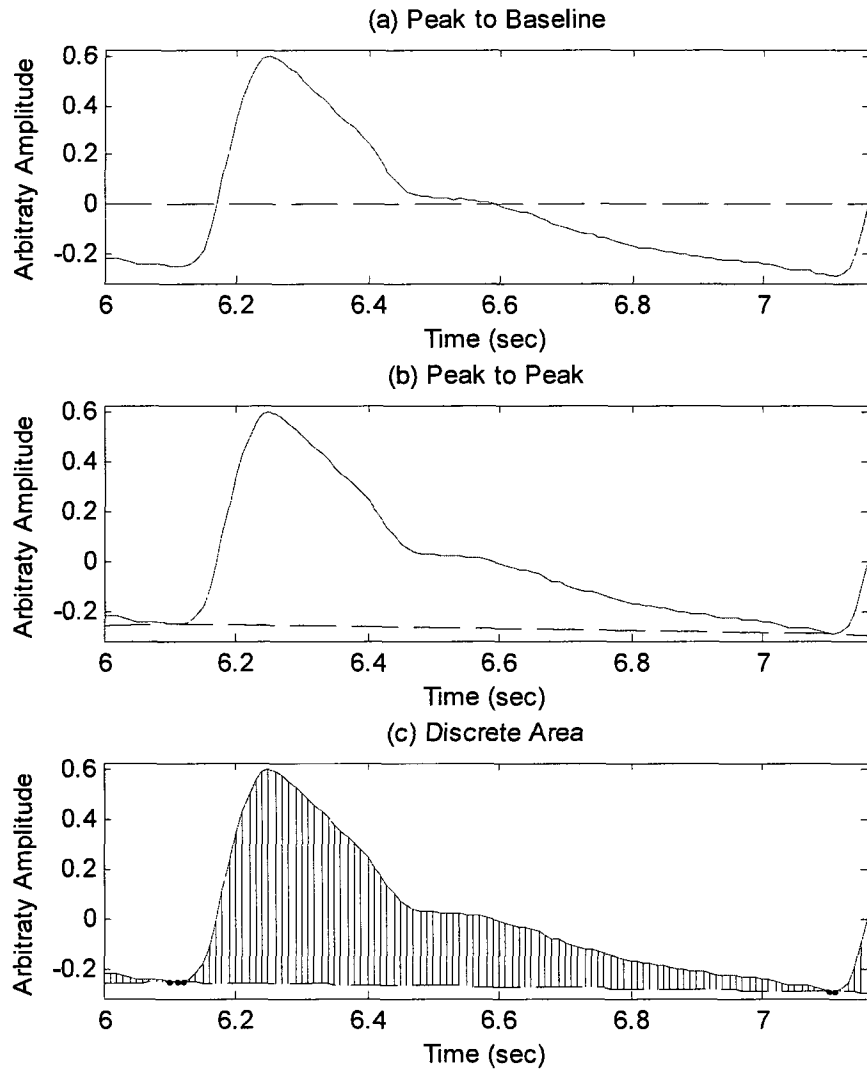 (a) Peak to Baseline
Arbitraty Amplitude
0.6
0.4
0.2
0
-0.2
6 6.2 6.4 6.6 6.8 7
Time (sec)
(b) Peak to Peak
Arbitraty Amplitude
0.6
0.4
0.2
0
-0.2
6 6.2 6.4 6.6 6.8 7
Time (sec)
(c) Discrete Area
Arbitraty Amplitude
0.6
0.4
0.2
0
-0.2
6 6.2 6.4 6.6 6.8 7
Time (sec)